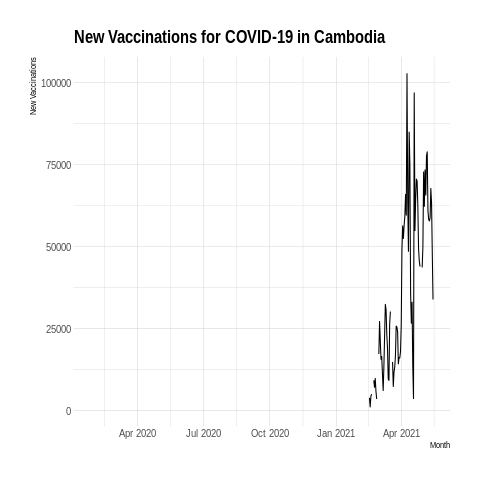 New Vaccinations for COVID-19 in Cambodia
New Vaccinations
100000
75000
50000
25000
0
Apr 2020 Jul 2020 Oct 2020 Jan 2021 Apr 2021
Month